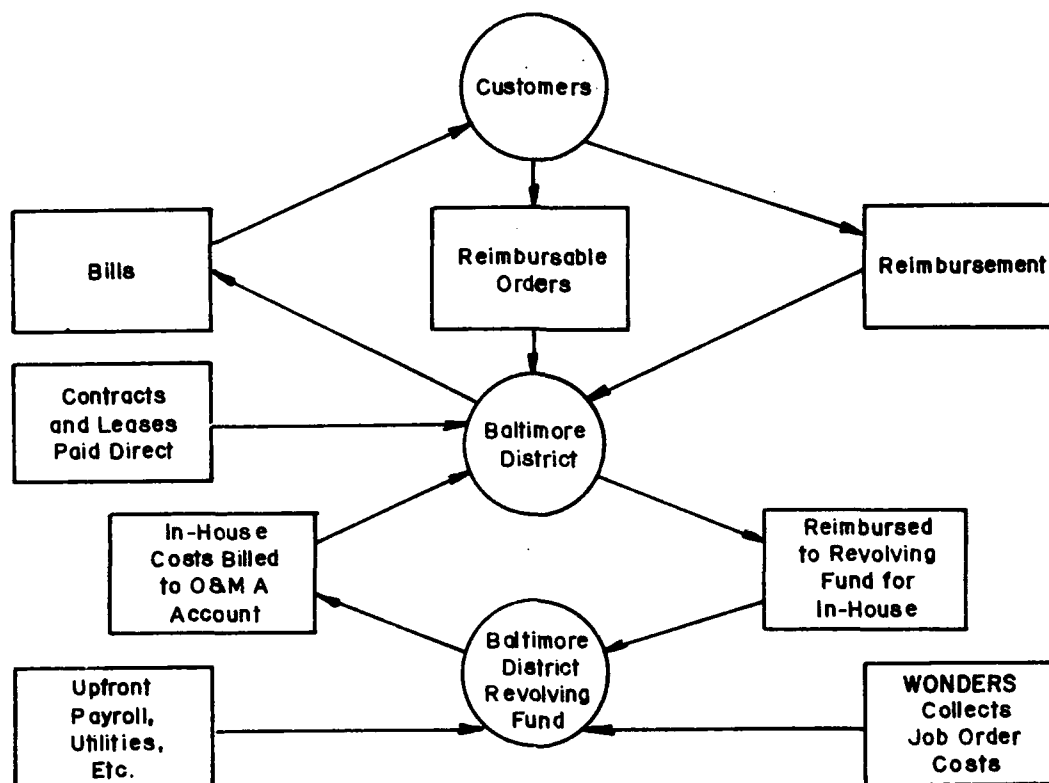 Customers
Bills
Reimbursable
Orders
Reimbursement
Contracts
and Leases
Paid Direct
Baltimore
District
In-House
Costs Billed
to O&M A
Account
Reimbursed
to Revolving
Fund for
In-House
Baltimore
District
Revolving
Fund
Upfront
Payroll,
Utilities,
Etc.
WONDERS
Collects
Job Order
Costs